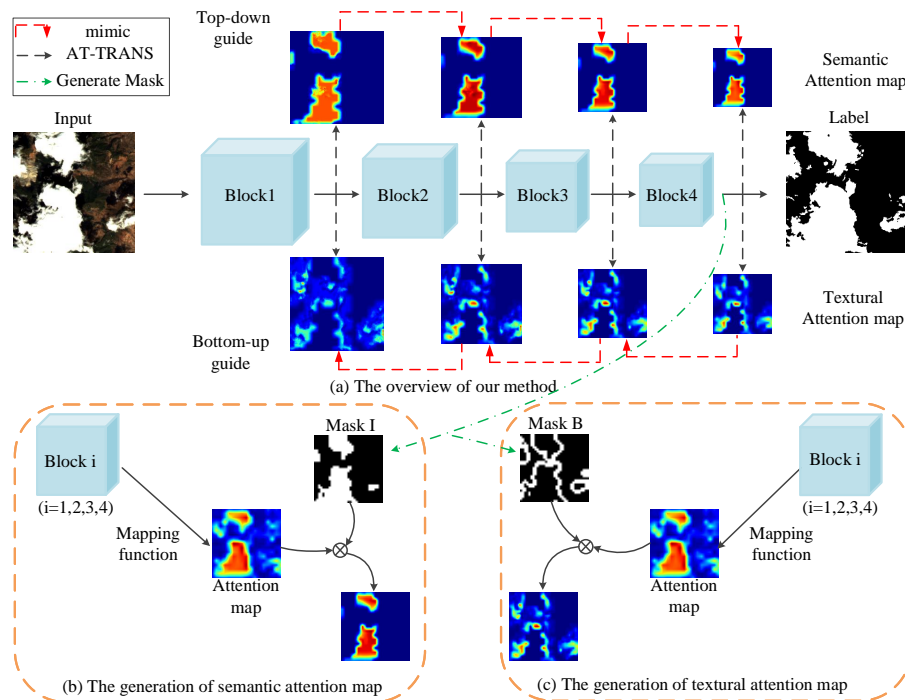 mimic
AT-TRANS
Generate Mask
Top-down
guide
Semantic
Attention map
Input
Label
Block1
Block2
Block3
Block4
Bottom-up
guide
Textural
Attention map
(a) The overview of our method
Block i
(i=1,2,3,4)
Mapping
function
Attention
map
Mask I
(b) The generation of semantic attention map
Mask B
Block i
(i=1,2,3,4)
Mapping
function
Attention
map
(c) The generation of textural attention map